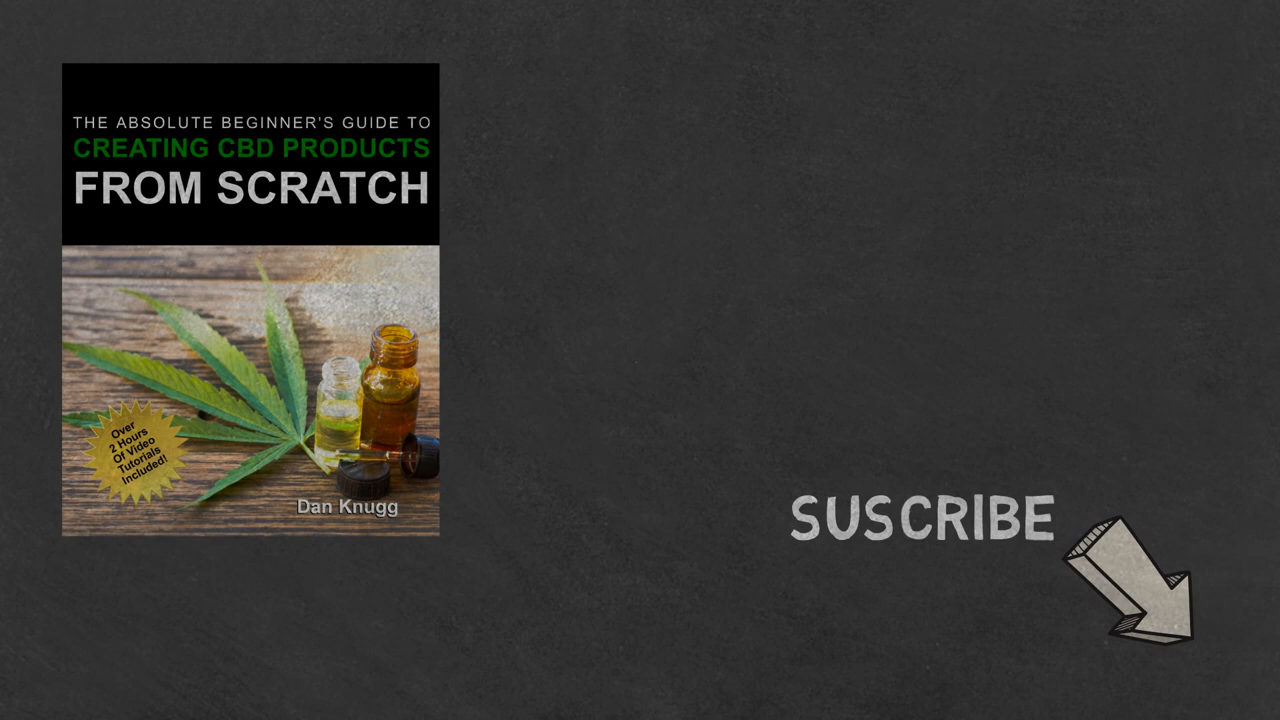 THE ABSOLUTE BEGINNER'S GUIDE TO
CREATING CBD PRODUCTS
FROM SCRATCH
Over
2 Hours
Of Video
Tutorials
Included!
Dan Knugg
SUSCRIBE